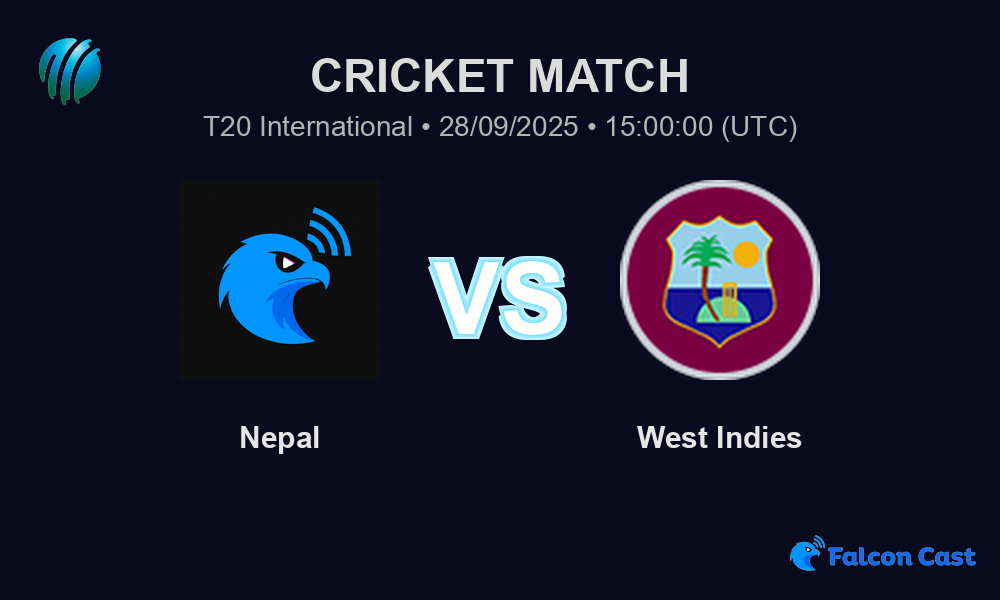 CRICKET MATCH
T20 International • 28/09/2025 • 15:00:00 (UTC)
VS
Nepal
West Indies
Falcon Cast